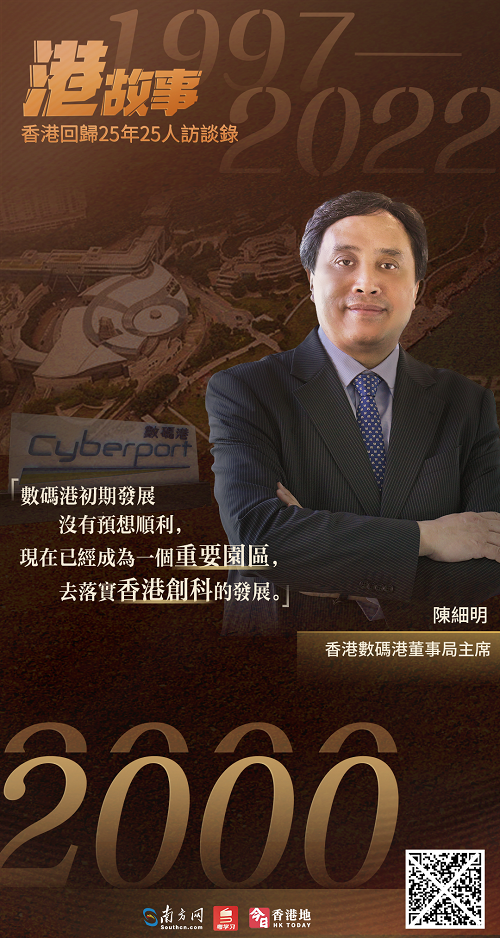 1997—
2022
港故事
香港回歸25年25人訪談錄
數碼港
Cyberport
「數碼港初期發展
沒有預想順利，
現在已經成為一個重要園區，
去落實香港創科的發展。」
陳細明
香港數碼港董事局主席
2000
南方网
Southcn.com
粤学习
今日
香港地
HK TODAY